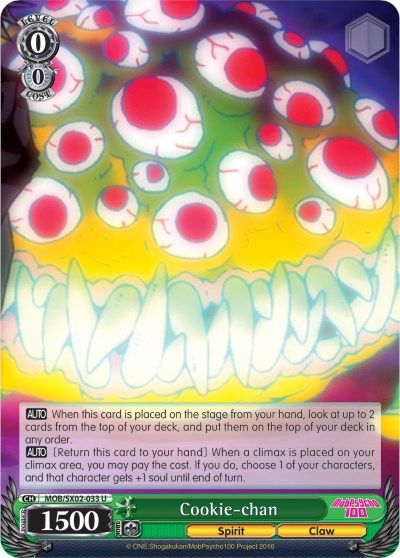 LEVEL
0
0
COST
AUTO When this card is placed on the stage from your hand, look at up to 2
cards from the top of your deck, and put them on the top of your deck in
any order.
AUTO [Return this card to your hand] When a climax is placed on your
climax area, you may pay the cost. If you do, choose 1 of your characters,
and that character gets +1 soul until end of turn.
CH MOB/SX02-033 U
POWER 1500 Cookie-chan
MobPsycho 100
Spirit Claw
© ONE,Shogakukan/MobPsycho100 Project 2016